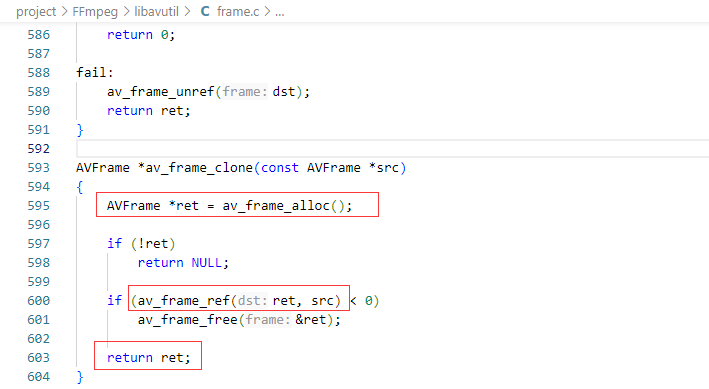 project > FFmpeg > libavutil > C frame.c > ...
586 return 0;
587
588 fail:
589 av_frame_unref(frame: dst);
590 return ret;
591 }
592
593 AVFrame *av_frame_clone(const AVFrame *src)
594 {
595 AVFrame *ret = av_frame_alloc();
596
597 if (!ret)
598 return NULL;
599
600 if (av_frame_ref(dst: ret, src) < 0)
601 av_frame_free(frame: &ret);
602
603 return ret;
604 }